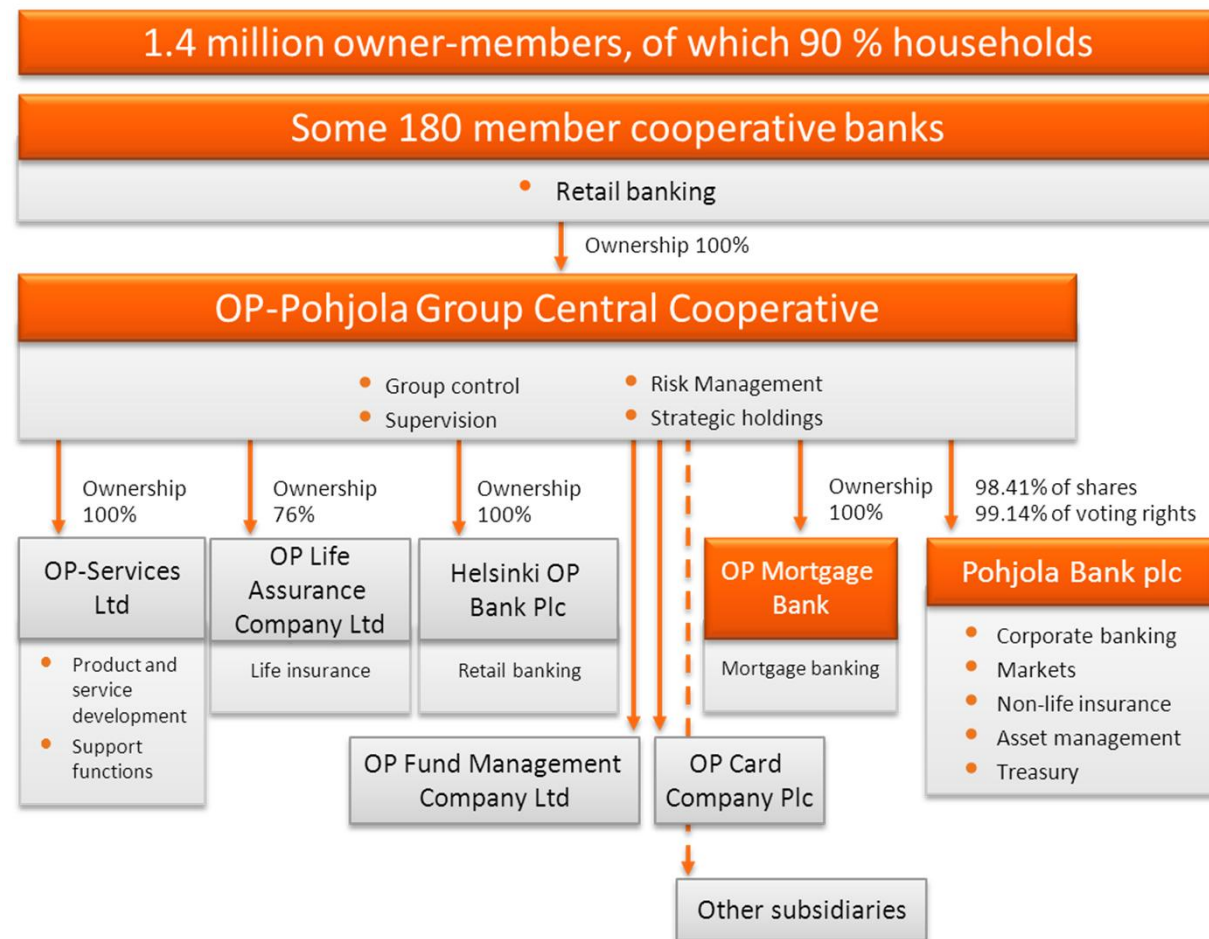 1.4 million owner-members, of which 90 % households
Some 180 member cooperative banks
• Retail banking
Ownership 100%
OP-Pohjola Group Central Cooperative
• Group control
• Supervision
• Risk Management
• Strategic holdings
Ownership
100%
OP-Services
Ltd
• Product and
service
development
• Support
functions
Ownership
76%
OP Life
Assurance
Company Ltd
Life insurance
Ownership
100%
Helsinki OP
Bank Plc
Retail banking
OP Fund Management
Company Ltd
OP Card
Company Plc
Other subsidiaries
Ownership
100%
OP Mortgage
Bank
Mortgage banking
98.41% of shares
99.14% of voting rights
Pohjola Bank plc
• Corporate banking
• Markets
• Non-life insurance
• Asset management
• Treasury